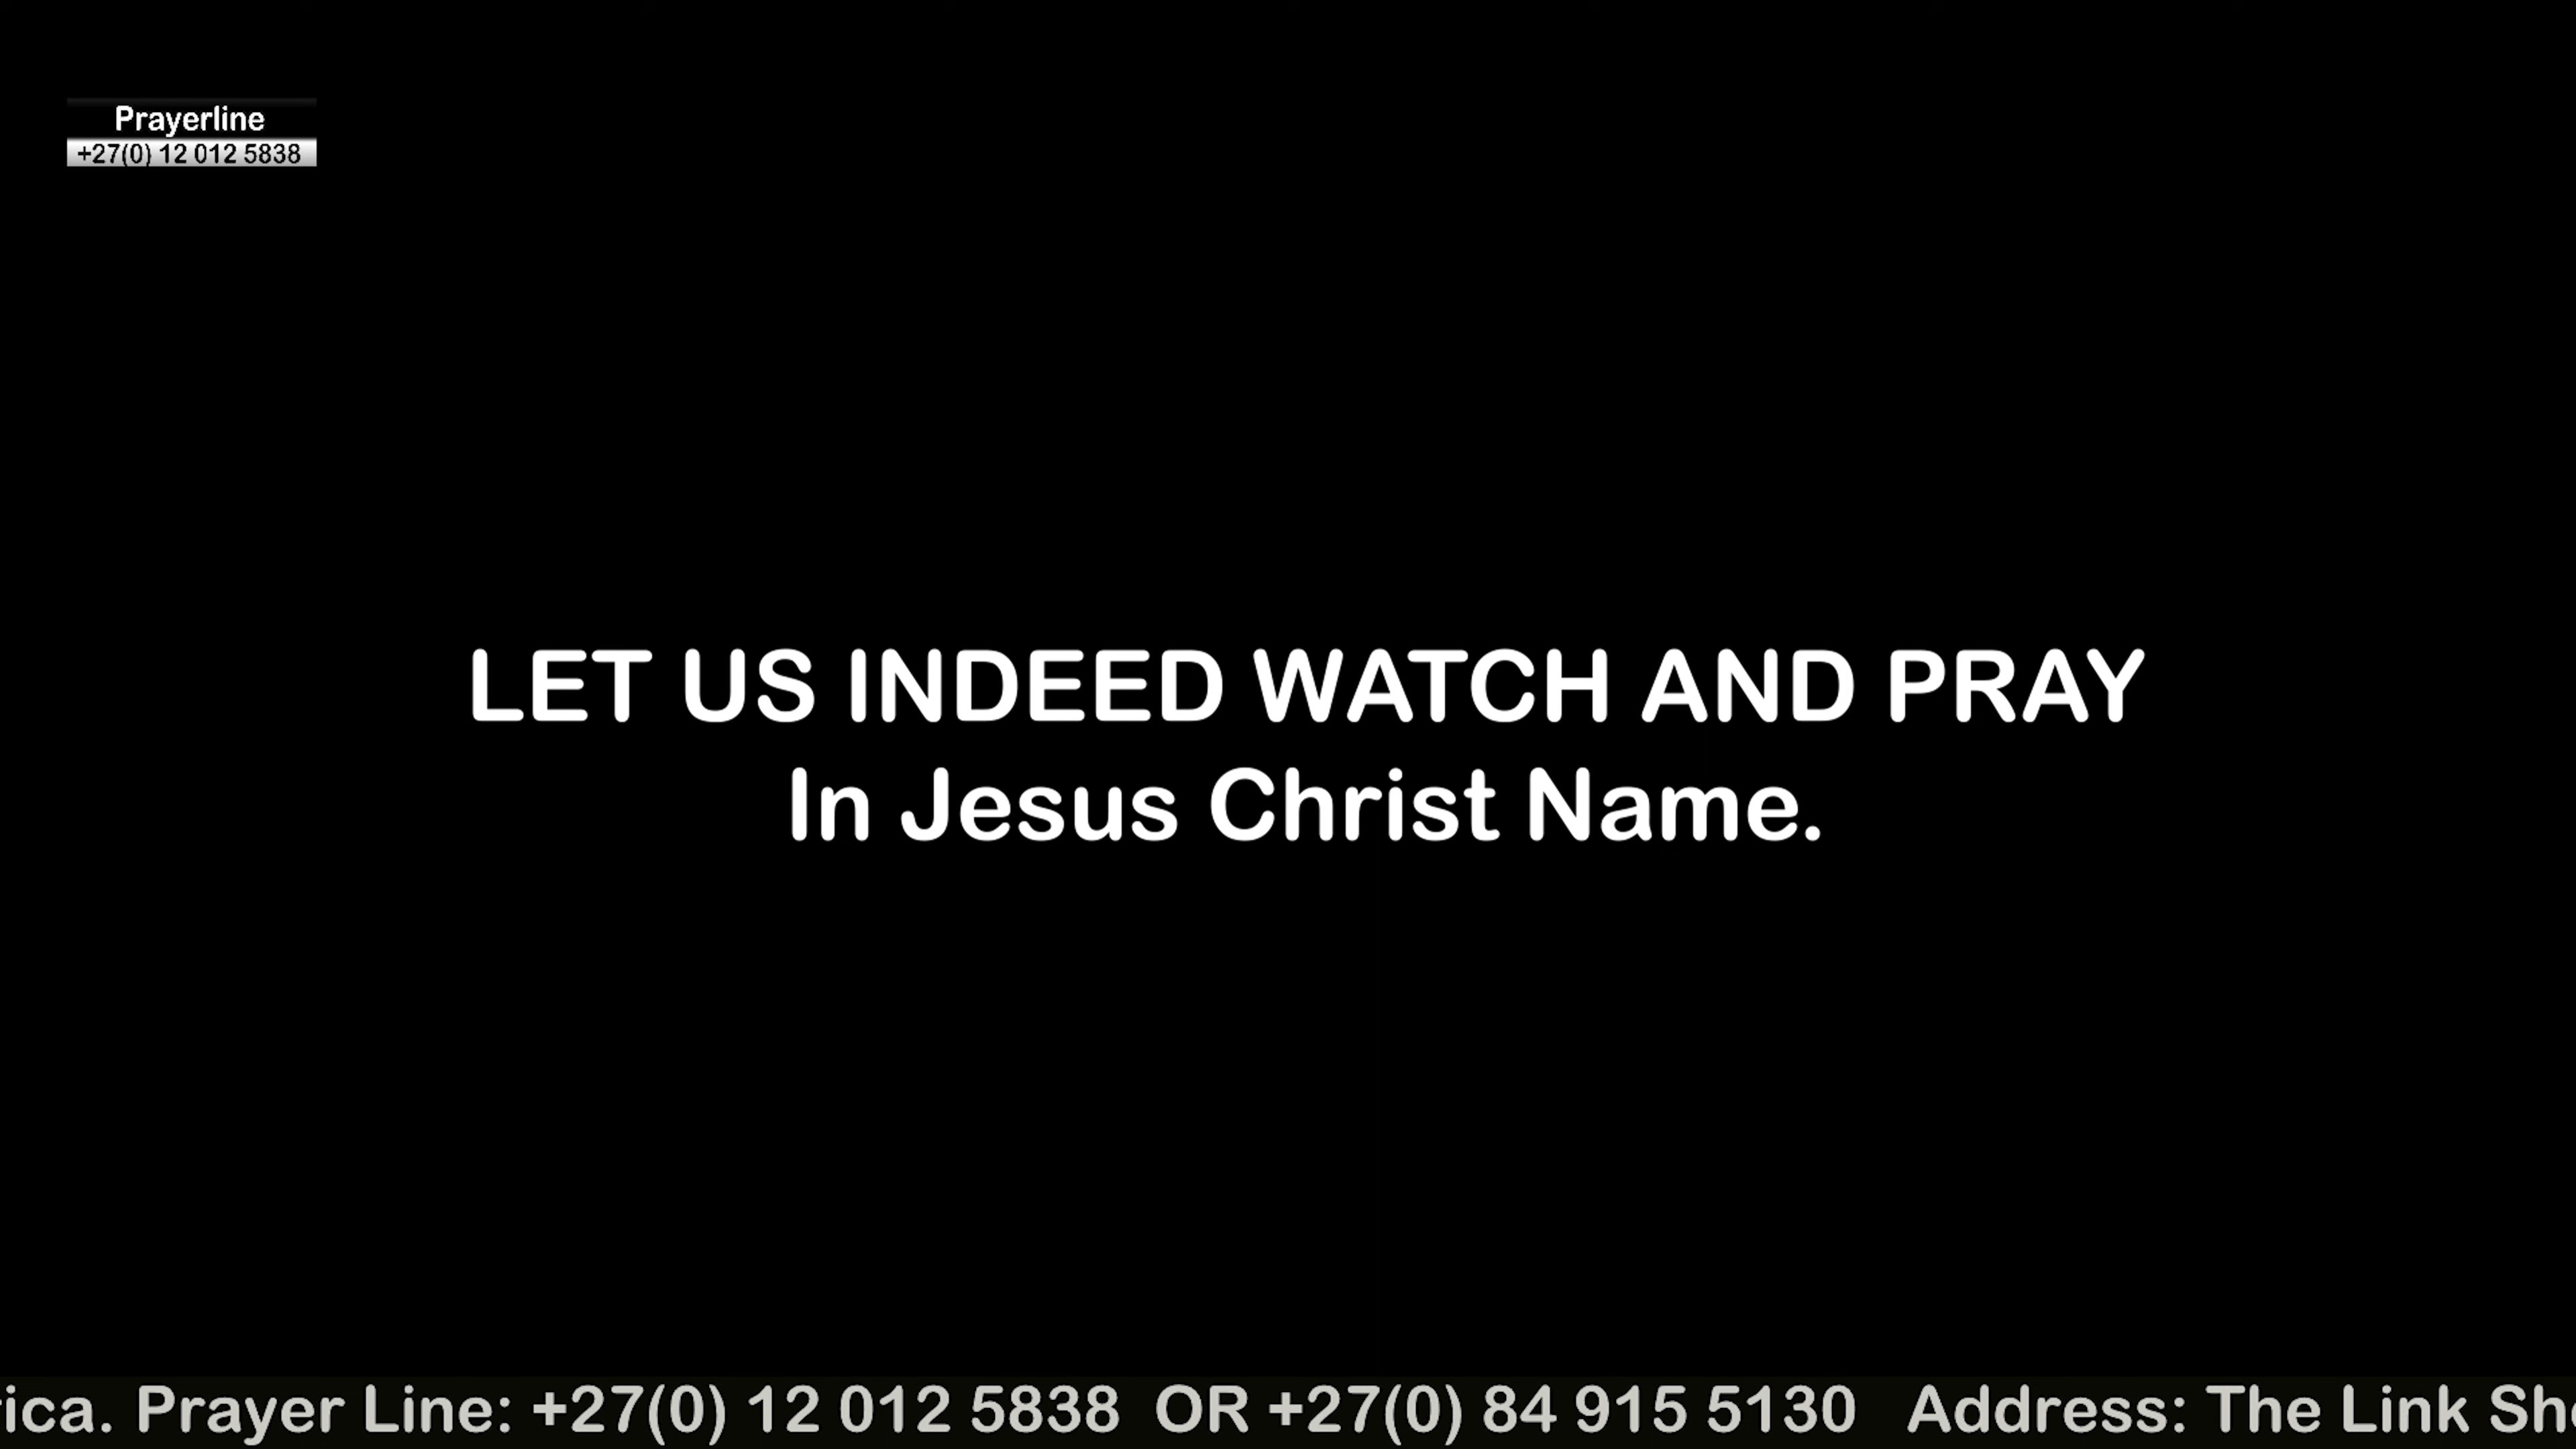 Prayerline
+27(0) 12 012 5838
LET US INDEED WATCH AND PRAY
In Jesus Christ Name.
Prayer Line: +27(0) 12 012 5838 OR +27(0) 84 915 5130 Address: The Link